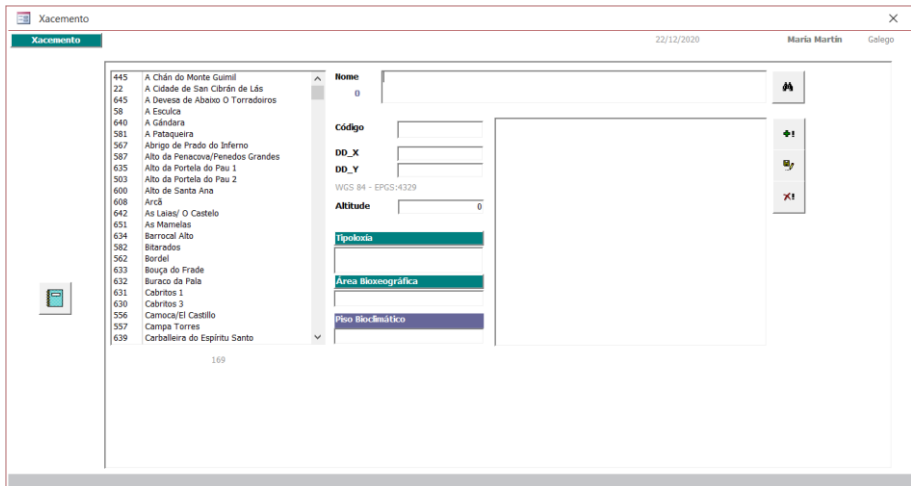 Xacemento
Xacemento 22/12/2020 María Martín Galego
445 A Chán do Monte Guimil
22 A Cidade de San Cibrán de Lás
645 A Devesa de Abaixo O Torradoiros
58 A Esculca
640 A Gándara
581 A Pataqueira
567 Abrigo de Prado do Inferno
587 Alto da Penacova/Penedos Grandes
635 Alto da Portela do Pau 1
503 Alto da Portela do Pau 2
600 Alto de Santa Ana
608 Arcã
642 As Laias/ O Castelo
651 As Mamelas
634 Barrocal Alto
582 Bitarados
562 Bordel
633 Bouça do Frade
632 Buraco da Pala
631 Cabritos 1
630 Cabritos 3
556 Camoca/El Castillo
557 Campa Torres
639 Carballeira do Espíritu Santo
169
Nome
0
Código
DD_X
DD_Y
WGS 84 - EPGS:4329
Altitude 0
Tipoloxía
Área Bioxeográfica
Piso Bioclimático